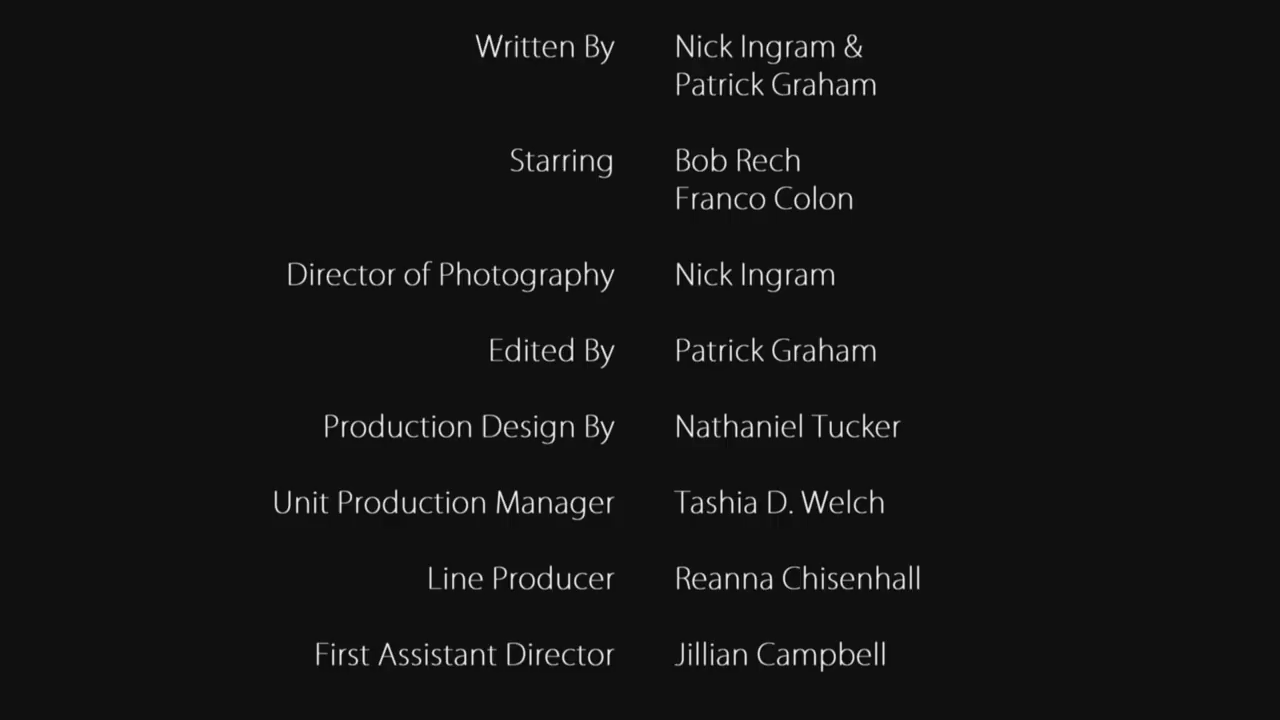 Written By Nick Ingram &
Patrick Graham
Starring Bob Rech
Franco Colon
Director of Photography Nick Ingram
Edited By Patrick Graham
Production Design By Nathaniel Tucker
Unit Production Manager Tashia D. Welch
Line Producer Reanna Chisenhall
First Assistant Director Jillian Campbell